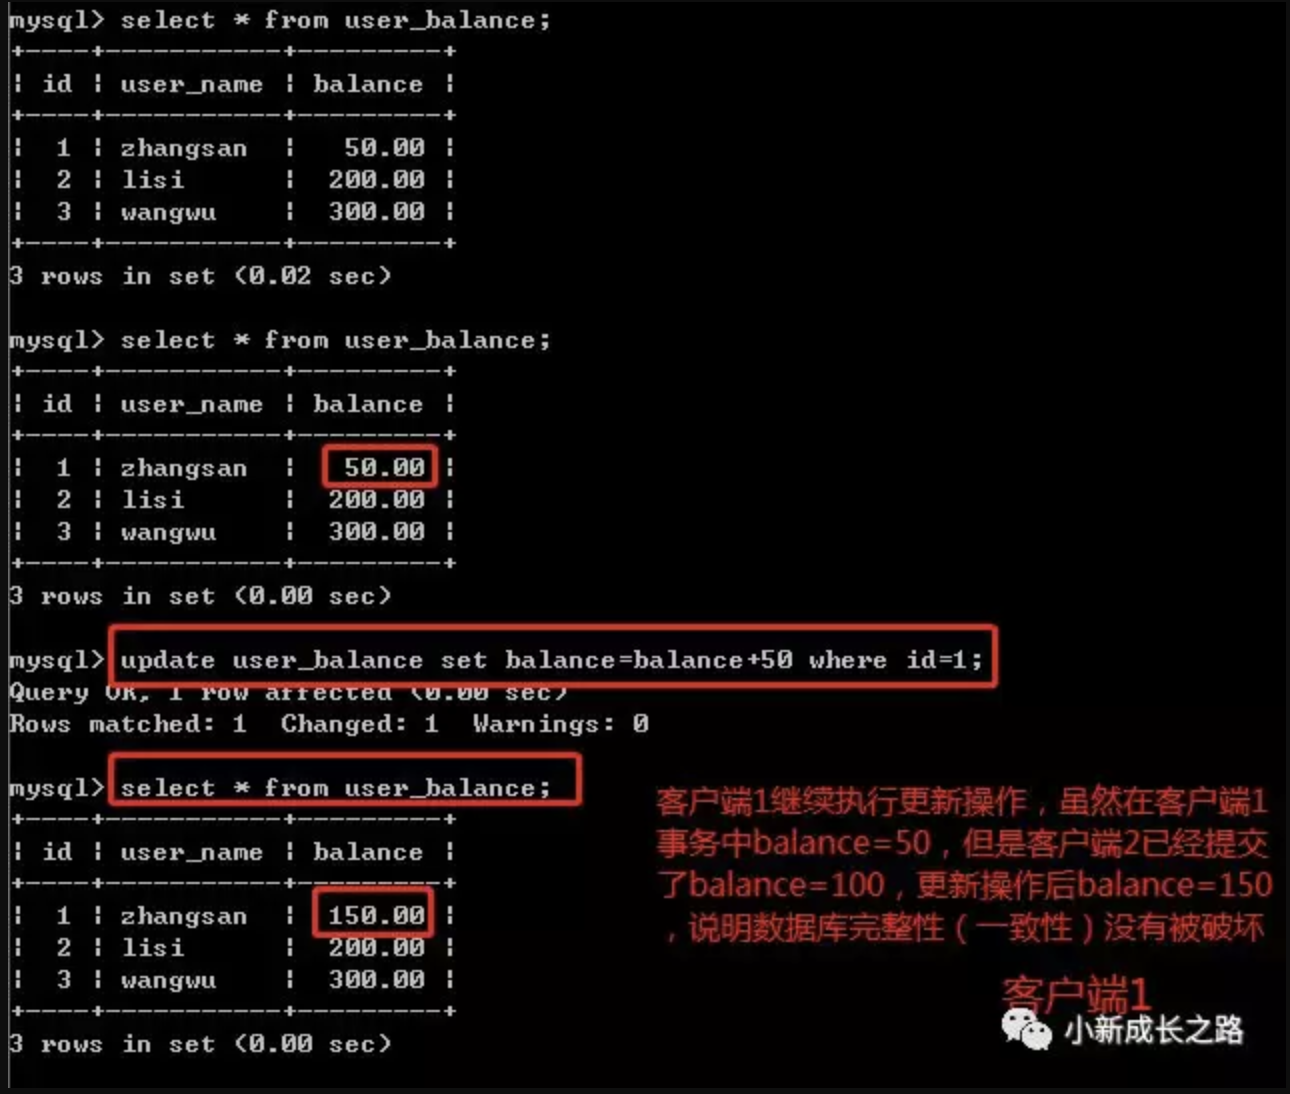 mysql> select * from user_balance;
+----+-----------+---------+
| id | user_name | balance |
+----+-----------+---------+
| 1 | zhangsan | 50.00 |
| 2 | lisi | 200.00 |
| 3 | wangwu | 300.00 |
+----+-----------+---------+
3 rows in set (0.02 sec)
mysql> select * from user_balance;
+----+-----------+---------+
| id | user_name | balance |
+----+-----------+---------+
| 1 | zhangsan | 50.00 |
| 2 | lisi | 200.00 |
| 3 | wangwu | 300.00 |
+----+-----------+---------+
3 rows in set (0.00 sec)
mysql> update user_balance set balance=balance+50 where id=1;
Query OK, 1 row affected (0.00 sec)
Rows matched: 1 Changed: 1 Warnings: 0
mysql> select * from user_balance;
+----+-----------+---------+
| id | user_name | balance |
+----+-----------+---------+
| 1 | zhangsan | 150.00 |
| 2 | lisi | 200.00 |
| 3 | wangwu | 300.00 |
+----+-----------+---------+
3 rows in set (0.00 sec)
客户端1继续执行更新操作，虽然在客户端1
事务中balance=50，但是客户端2已经提交
了balance=100，更新操作后balance=150
，说明数据库完整性（一致性）没有被破坏
客户端1
小新成长之路